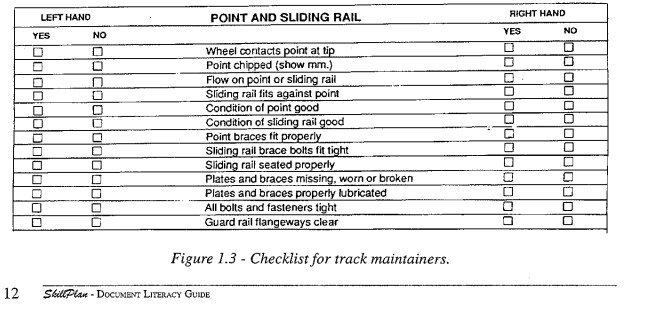 LEFT HAND POINT AND SLIDING RAIL RIGHT HAND
YES NO YES NO
Wheel contacts point at tip
Point chipped (show mm.)
Flow on point or sliding rail
Sliding rail fits against point
Condition of point good
Condition of sliding rail good
Point braces fit properly
Sliding rail brace bolts fit tight
Sliding rail seated properly
Plates and braces missing, worn or broken
Plates and braces properly lubricated
All bolts and fasteners tight
Guard rail flangeways clear
Figure 1.3 - Checklist for track maintainers.
12 SkillPlan - DOCUMENT LITERACY GUIDE